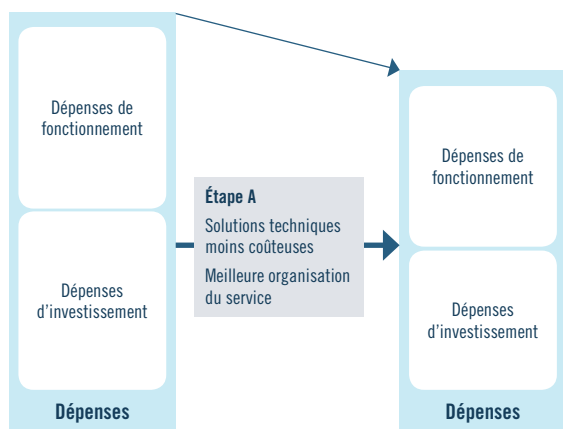 Dépenses de
fonctionnement
Dépenses
d'investissement
Dépenses
Étape A
Solutions techniques
moins coûteuses
Meilleure organisation
du service
Dépenses de
fonctionnement
Dépenses
d'investissement
Dépenses